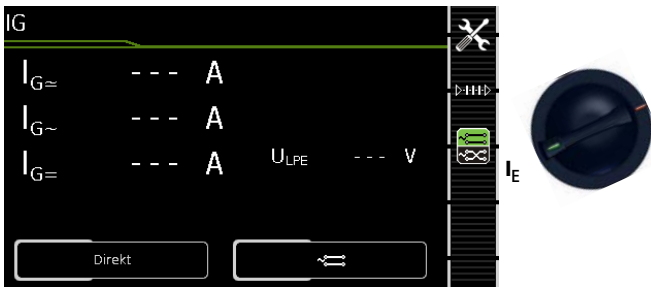 IG
IG≃ - - - A
IG~ - - - A
IG= - - - A
ULPE - - - V
IE
Direkt